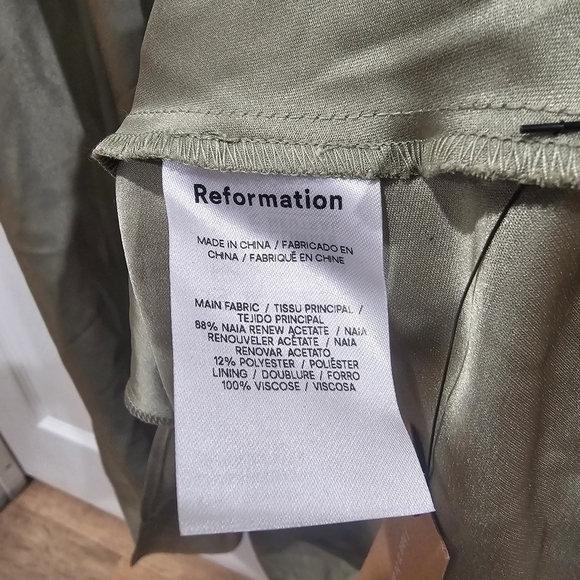 Reformation
MADE IN CHINA / FABRICADO EN
CHINA / FABRIQUÉ EN CHINE
MAIN FABRIC / TISSU PRINCIPAL /
TEJIDO PRINCIPAL
88% NAIA RENEW ACETATE / NAIA
RENOUVELER ACÉTATE / NAIA
RENOVAR ACETATO
12% POLYESTER / POLIÉSTER
LINING / DOUBLURE / FORRO
100% VISCOSE / VISCOSA